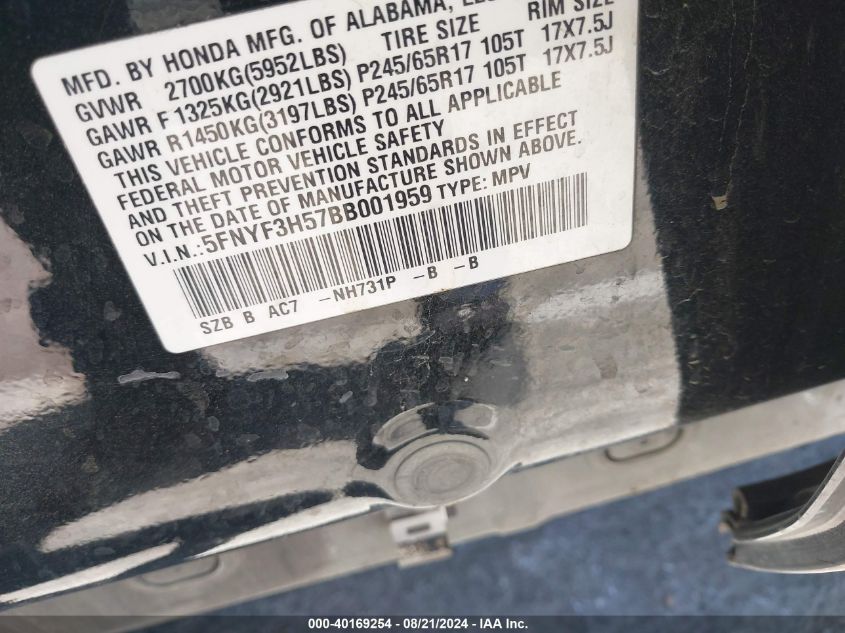 MFD. BY HONDA MFG. OF ALABAMA, LLC
GVWR 2700KG(5952LBS) TIRE SIZE RIM SIZE
GAWR F1325KG(2921LBS) P245/65R17 105T 17X7.5J
GAWR R1450KG(3197LBS) P245/65R17 105T 17X7.5J
THIS VEHICLE CONFORMS TO ALL APPLICABLE
FEDERAL MOTOR VEHICLE SAFETY
AND THEFT PREVENTION STANDARDS IN EFFECT
ON THE DATE OF MANUFACTURE SHOWN ABOVE.
V.I.N.:5FNYF3H57BB001959 TYPE: MPV
SZB B AC7 -NH731P -B -B
000-40169254 - 08/21/2024 - IAA Inc.